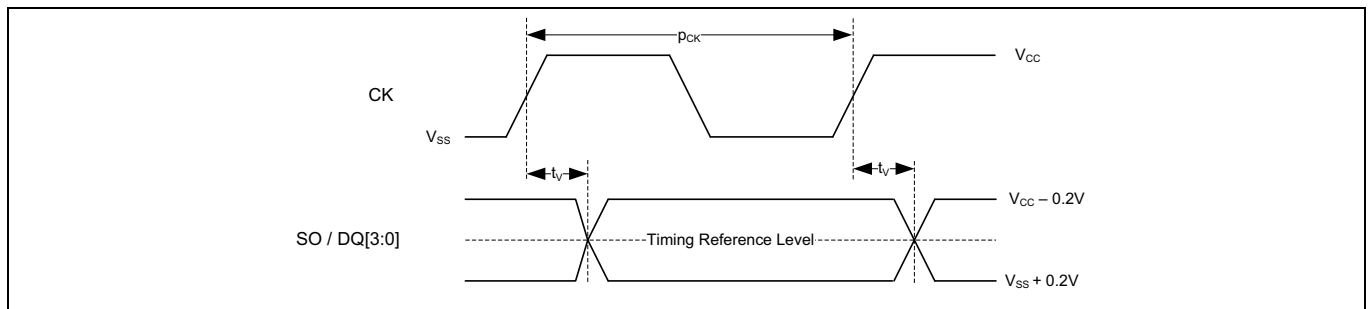 pCK
VCC
CK
VSS
tV
tV
VCC – 0.2V
SO / DQ[3:0]
Timing Reference Level
VSS + 0.2V